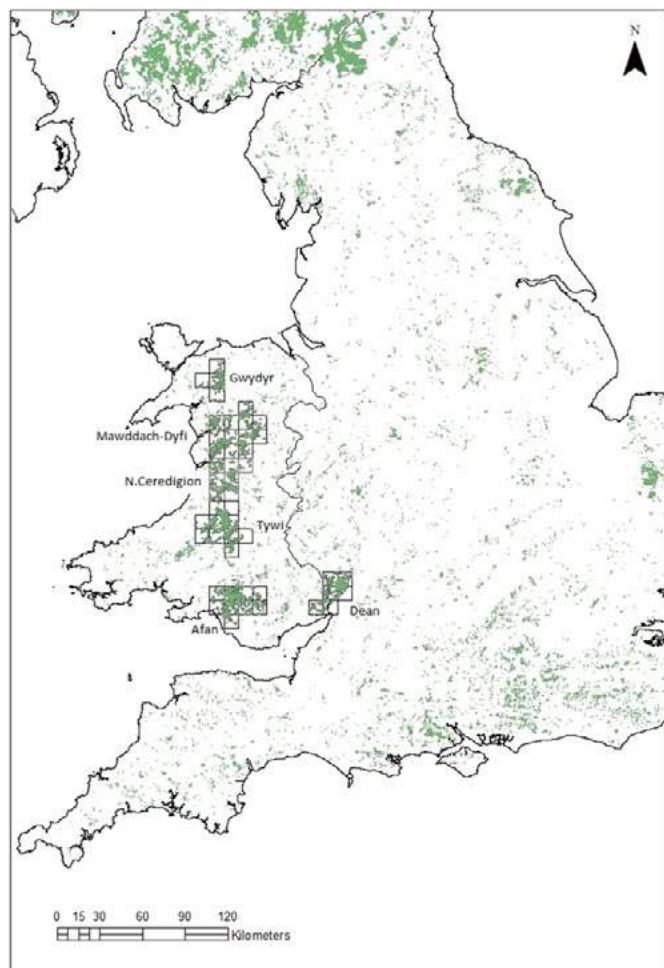 N
Gwydyr
Mawddach-Dyfi
N.Ceredigion
Tywi
Dean
Afan
0 15 30 60 90 120
Kilometers